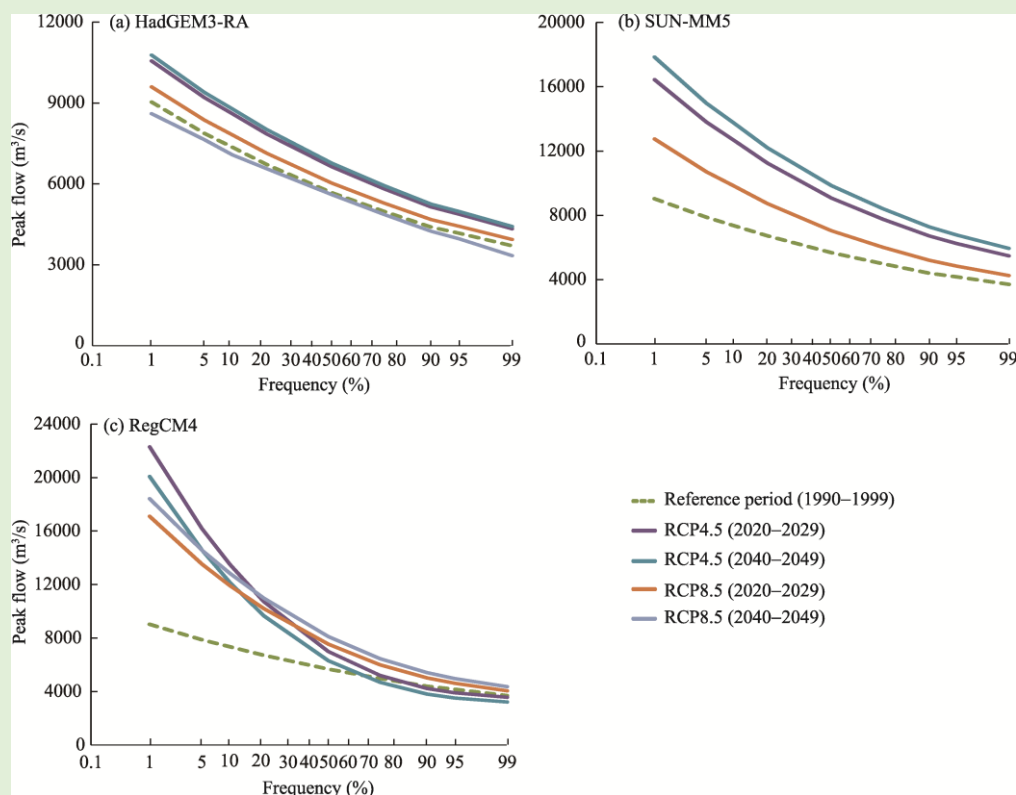 (a) HadGEM3-RA
12000
9000
6000
3000
0
Peak flow (m³/s)
0.1 1 5 10 20 30 40 50 60 70 80 90 95 99
Frequency (%)
(b) SUN-MM5
20000
16000
12000
8000
4000
0
Peak flow (m³/s)
0.1 1 5 10 20 30 40 50 60 70 80 90 95 99
Frequency (%)
(c) RegCM4
24000
20000
16000
12000
8000
4000
0
Peak flow (m³/s)
0.1 1 5 10 20 30 40 50 60 70 80 90 95 99
Frequency (%)
Reference period (1990–1999)
RCP4.5 (2020–2029)
RCP4.5 (2040–2049)
RCP8.5 (2020–2029)
RCP8.5 (2040–2049)